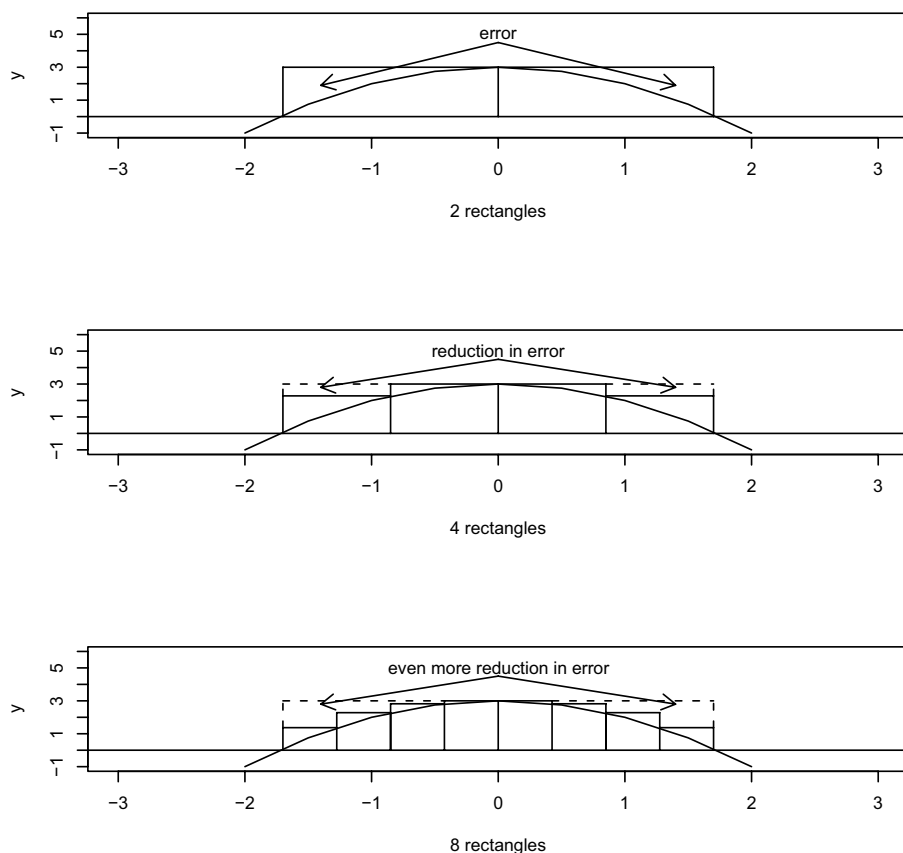 error
y
5
3
1
−1
−3 −2 −1 0 1 2 3
2 rectangles
reduction in error
y
5
3
1
−1
−3 −2 −1 0 1 2 3
4 rectangles
even more reduction in error
y
5
3
1
−1
−3 −2 −1 0 1 2 3
8 rectangles